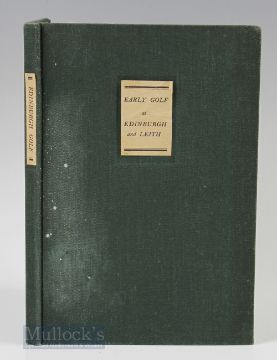 EARLY GOLF
at
EDINBURGH
and LEITH
EDINBURGH GOLF
Mullock's